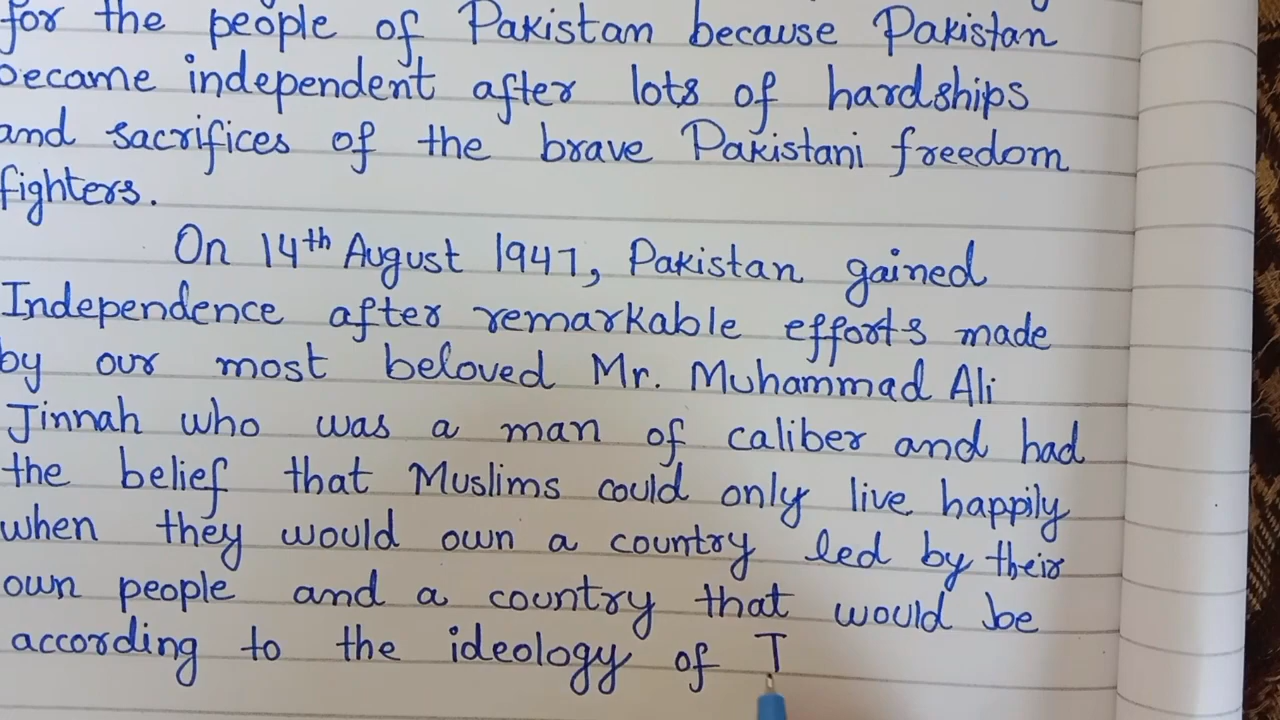 for the people of Pakistan because Pakistan
became independent after lots of hardships
and sacrifices of the brave Pakistani freedom
fighters.
On 14th August 1947, Pakistan gained
Independence after remarkable efforts made
by our most beloved Mr. Muhammad Ali
Jinnah who was a man of caliber and had
the belief that Muslims could only live happily
when they would own a country led by their
own people and a country that would be
according to the ideology of I